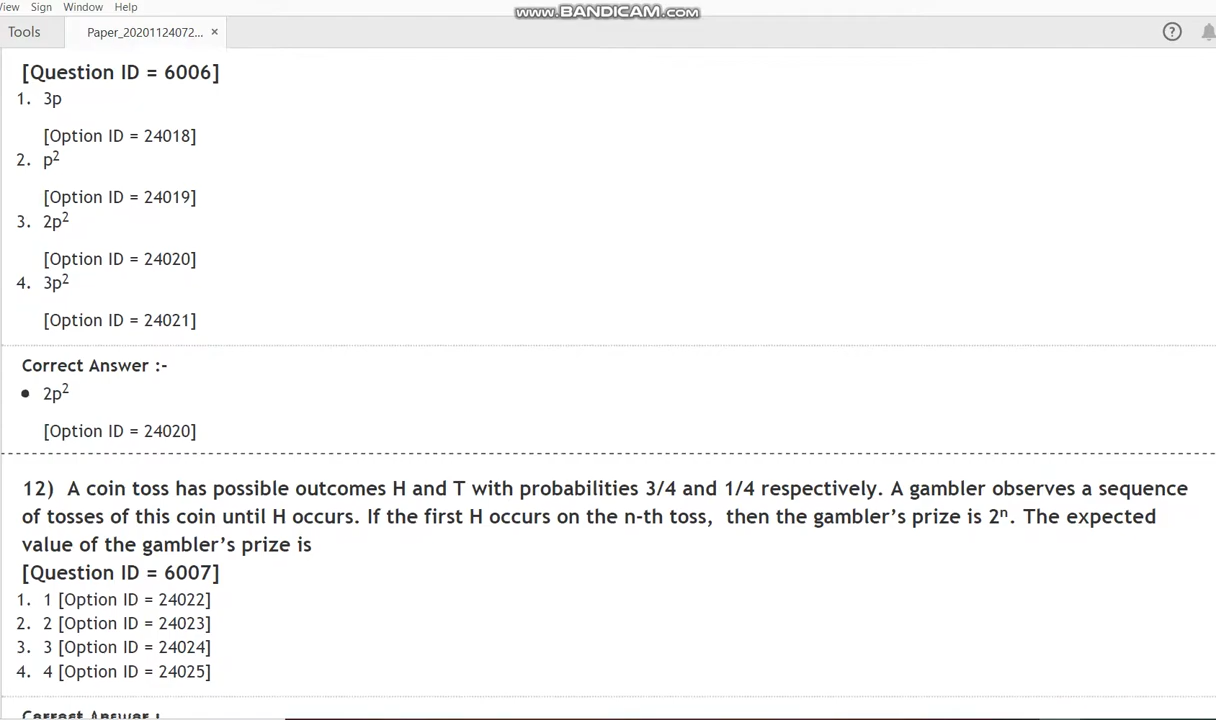 View Sign Window Help
www.BANDICAM.com
Tools
Paper_20201124072... ×
?
[Question ID = 6006]
1. 3p
[Option ID = 24018]
2. p²
[Option ID = 24019]
3. 2p²
[Option ID = 24020]
4. 3p²
[Option ID = 24021]
Correct Answer :-
• 2p²
[Option ID = 24020]
12) A coin toss has possible outcomes H and T with probabilities 3/4 and 1/4 respectively. A gambler observes a sequence
of tosses of this coin until H occurs. If the first H occurs on the n-th toss, then the gambler’s prize is 2ⁿ. The expected
value of the gambler’s prize is
[Question ID = 6007]
1. 1 [Option ID = 24022]
2. 2 [Option ID = 24023]
3. 3 [Option ID = 24024]
4. 4 [Option ID = 24025]
Correct Answer :